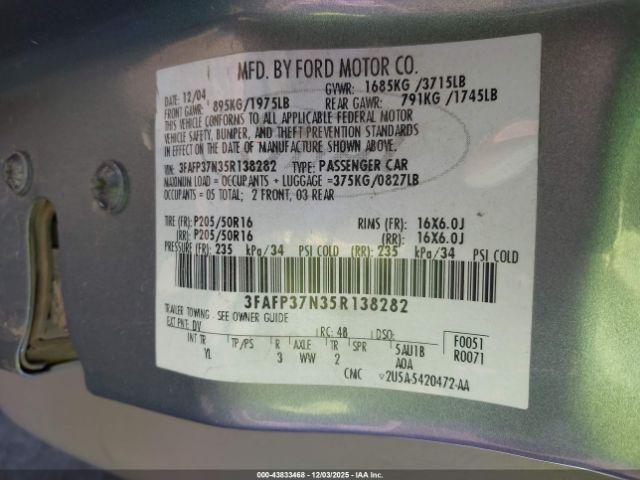 MFD. BY FORD MOTOR CO.
DATE: 12/04 GVWR: 1685KG /3715LB
FRONT GAWR: 895KG/1975LB REAR GAWR: 791KG /1745LB
THIS VEHICLE CONFORMS TO ALL APPLICABLE FEDERAL MOTOR
VEHICLE SAFETY, BUMPER, AND THEFT PREVENTION STANDARDS
IN EFFECT ON THE DATE OF MANUFACTURE SHOWN ABOVE.
VIN: 3FAFP37N35R138282 TYPE: PASSENGER CAR
MAXIMUM LOAD = OCCUPANTS + LUGGAGE =375KG/0827LB
OCCUPANTS = 05 TOTAL; 2 FRONT, 03 REAR
TIRE (FR): P205/50R16 RIMS (FR): 16X6.0J
(RR): P205/50R16 (RR): 16X6.0J
PRESSURE (FR): 235 kPa/34 PSI COLD (RR): 235 kPa/34 PSI COLD
3FAFP37N35R138282
TRAILER TOWING - SEE OWNER GUIDE
EXT PNT: DV RC: 48 DSO: F0051
INT TR TP/PS R AXLE TR SPR 5AU1B R0071
YL 3 WW 2 AOA
CMC 2U5A-5420472-AA
000-43833468 - 12/03/2025 - IAA Inc.